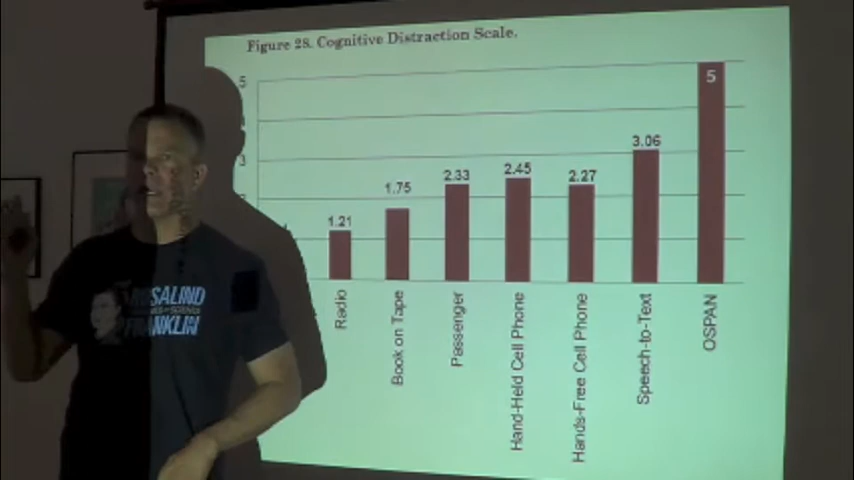 Figure 28. Cognitive Distraction Scale.
5
3
1.21
1.75
2.33
2.45
2.27
3.06
5
Radio
Book on Tape
Passenger
Hand-Held Cell Phone
Hands-Free Cell Phone
Speech-to-Text
OSPAN
ROSALIND
FRANKLIN